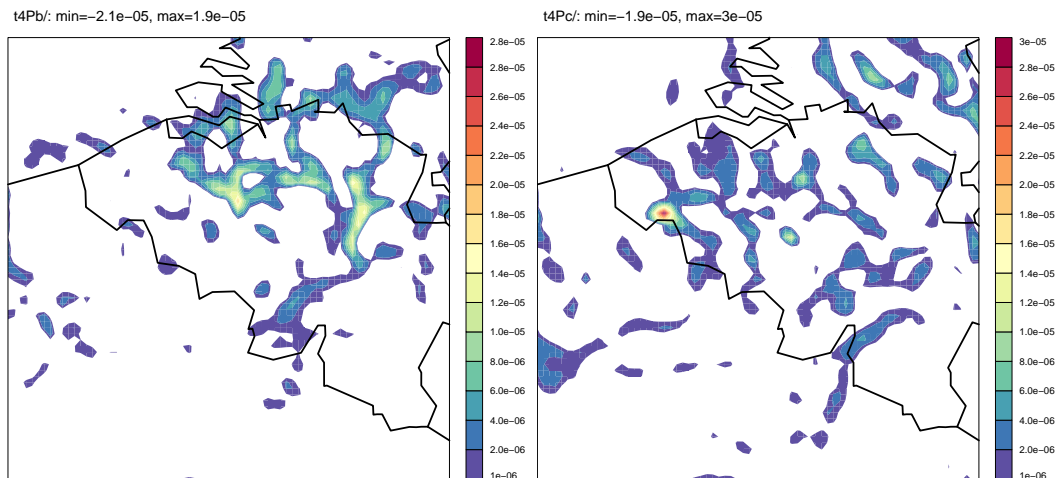 t4Pb/: min=−2.1e−05, max=1.9e−05
2.8e−05
2.8e−05
2.6e−05
2.4e−05
2.2e−05
2.0e−05
1.8e−05
1.6e−05
1.4e−05
1.2e−05
1.0e−05
8.0e−06
6.0e−06
4.0e−06
2.0e−06
1e−06
t4Pc/: min=−1.9e−05, max=3e−05
3e−05
2.8e−05
2.6e−05
2.4e−05
2.2e−05
2.0e−05
1.8e−05
1.6e−05
1.4e−05
1.2e−05
1.0e−05
8.0e−06
6.0e−06
4.0e−06
2.0e−06
1e−06